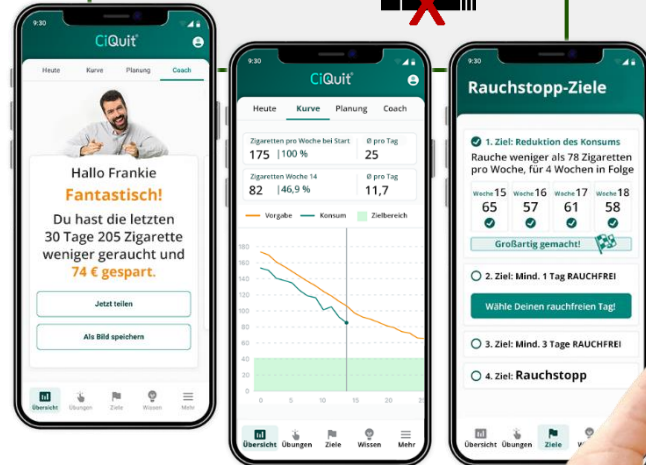 9:30
CiQuit
Heute Kurve Planung Coach
Hallo Frankie
Fantastisch!
Du hast die letzten
30 Tage 205 Zigarette
weniger geraucht und
74 € gespart.
Jetzt teilen
Als Bild speichern
Übersicht Übungen Ziele Wissen Mehr
9:30
CiQuit
Heute Kurve Planung Coach
Zigaretten pro Woche bei Start Ø pro Tag
175 | 100 % 25
Zigaretten Woche 14 Ø pro Tag
82 | 46,9 % 11,7
Vorgabe Konsum Zielbereich
180
160
140
120
100
80
60
40
20
0
0 5 10 15 20
Übersicht Übungen Ziele Wissen Mehr
9:30
Rauchstopp-Ziele
1. Ziel: Reduktion des Konsums
Rauche weniger als 78 Zigaretten
pro Woche, für 4 Wochen in Folge
Woche 15 Woche 16 Woche 17 Woche 18
65 57 61 58
Großartig gemacht!
2. Ziel: Mind. 1 Tag RAUCHFREI
Wähle Deinen rauchfreien Tag!
3. Ziel: Mind. 3 Tage RAUCHFREI
4. Ziel: Rauchstopp
Übersicht Übungen Ziele